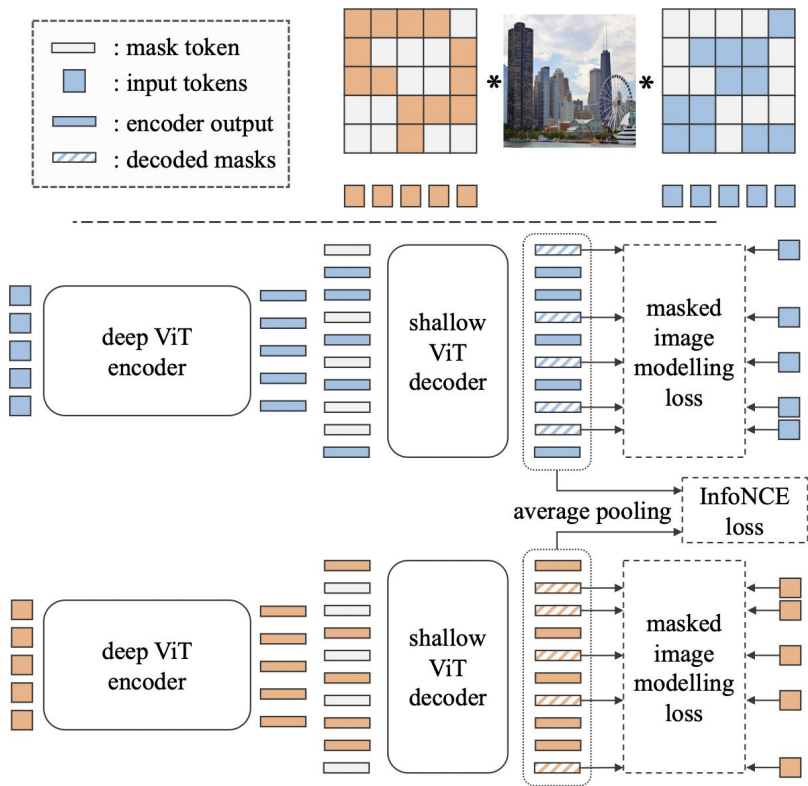 : mask token
: input tokens
: encoder output
: decoded masks
*
*
deep ViT
encoder
shallow
ViT
decoder
masked
image
modelling
loss
average pooling
InfoNCE
loss
deep ViT
encoder
shallow
ViT
decoder
masked
image
modelling
loss